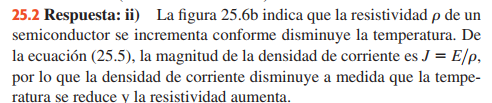 25.2 Respuesta: ii) La figura 25.6b indica que la resistividad ρ de un
semiconductor se incrementa conforme disminuye la temperatura. De
la ecuación (25.5), la magnitud de la densidad de corriente es J = E/ρ,
por lo que la densidad de corriente disminuye a medida que la tempe-
ratura se reduce y la resistividad aumenta.